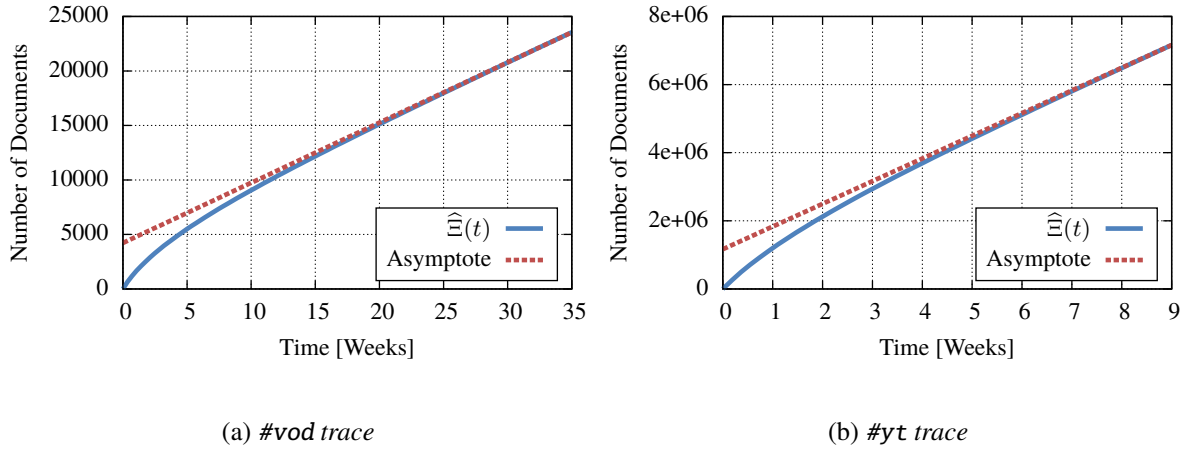 25000
20000
15000
10000
5000
0
Number of Documents
0 5 10 15 20 25 30 35
Time [Weeks]
Ξ̂(t)
Asymptote
(a) #vod trace
8e+06
6e+06
4e+06
2e+06
0
Number of Documents
0 1 2 3 4 5 6 7 8 9
Time [Weeks]
Ξ̂(t)
Asymptote
(b) #yt trace